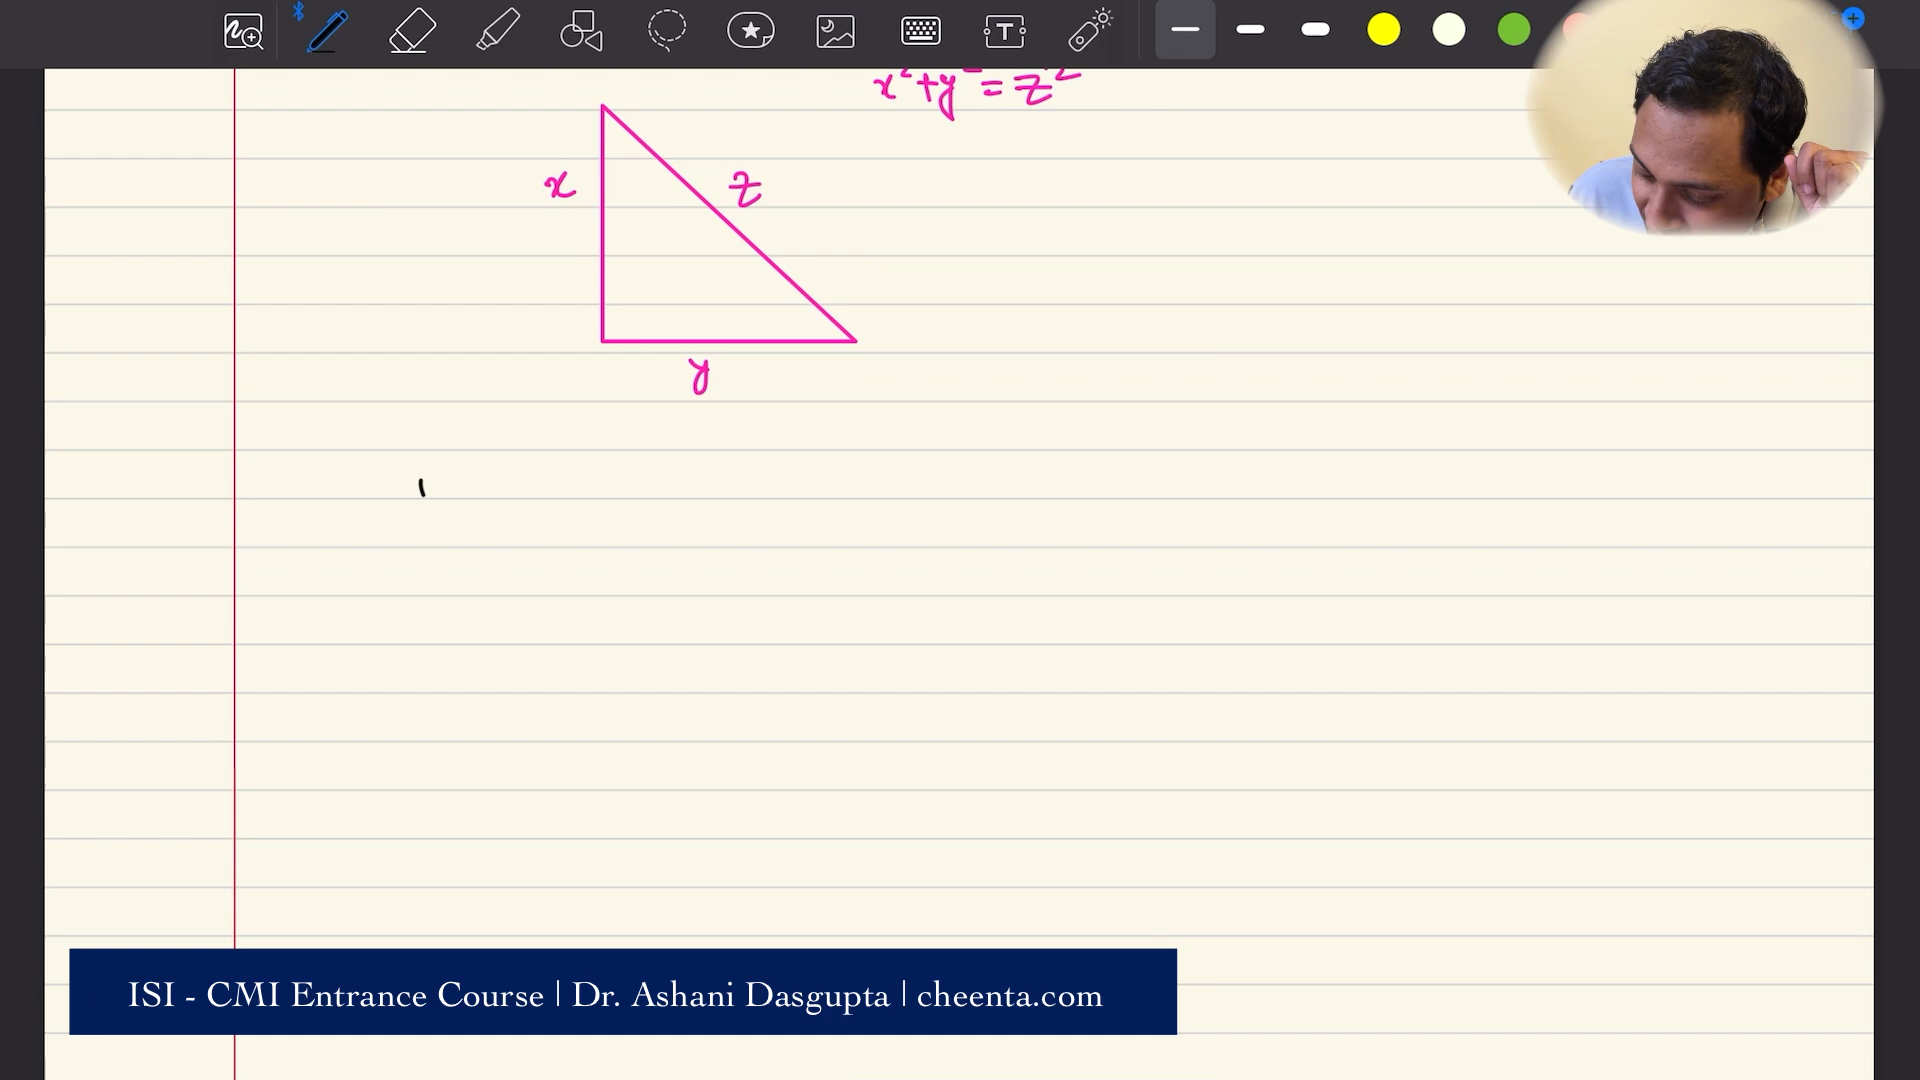 x²+y²=z²
x
z
y
ISI - CMI Entrance Course | Dr. Ashani Dasgupta | cheenta.com